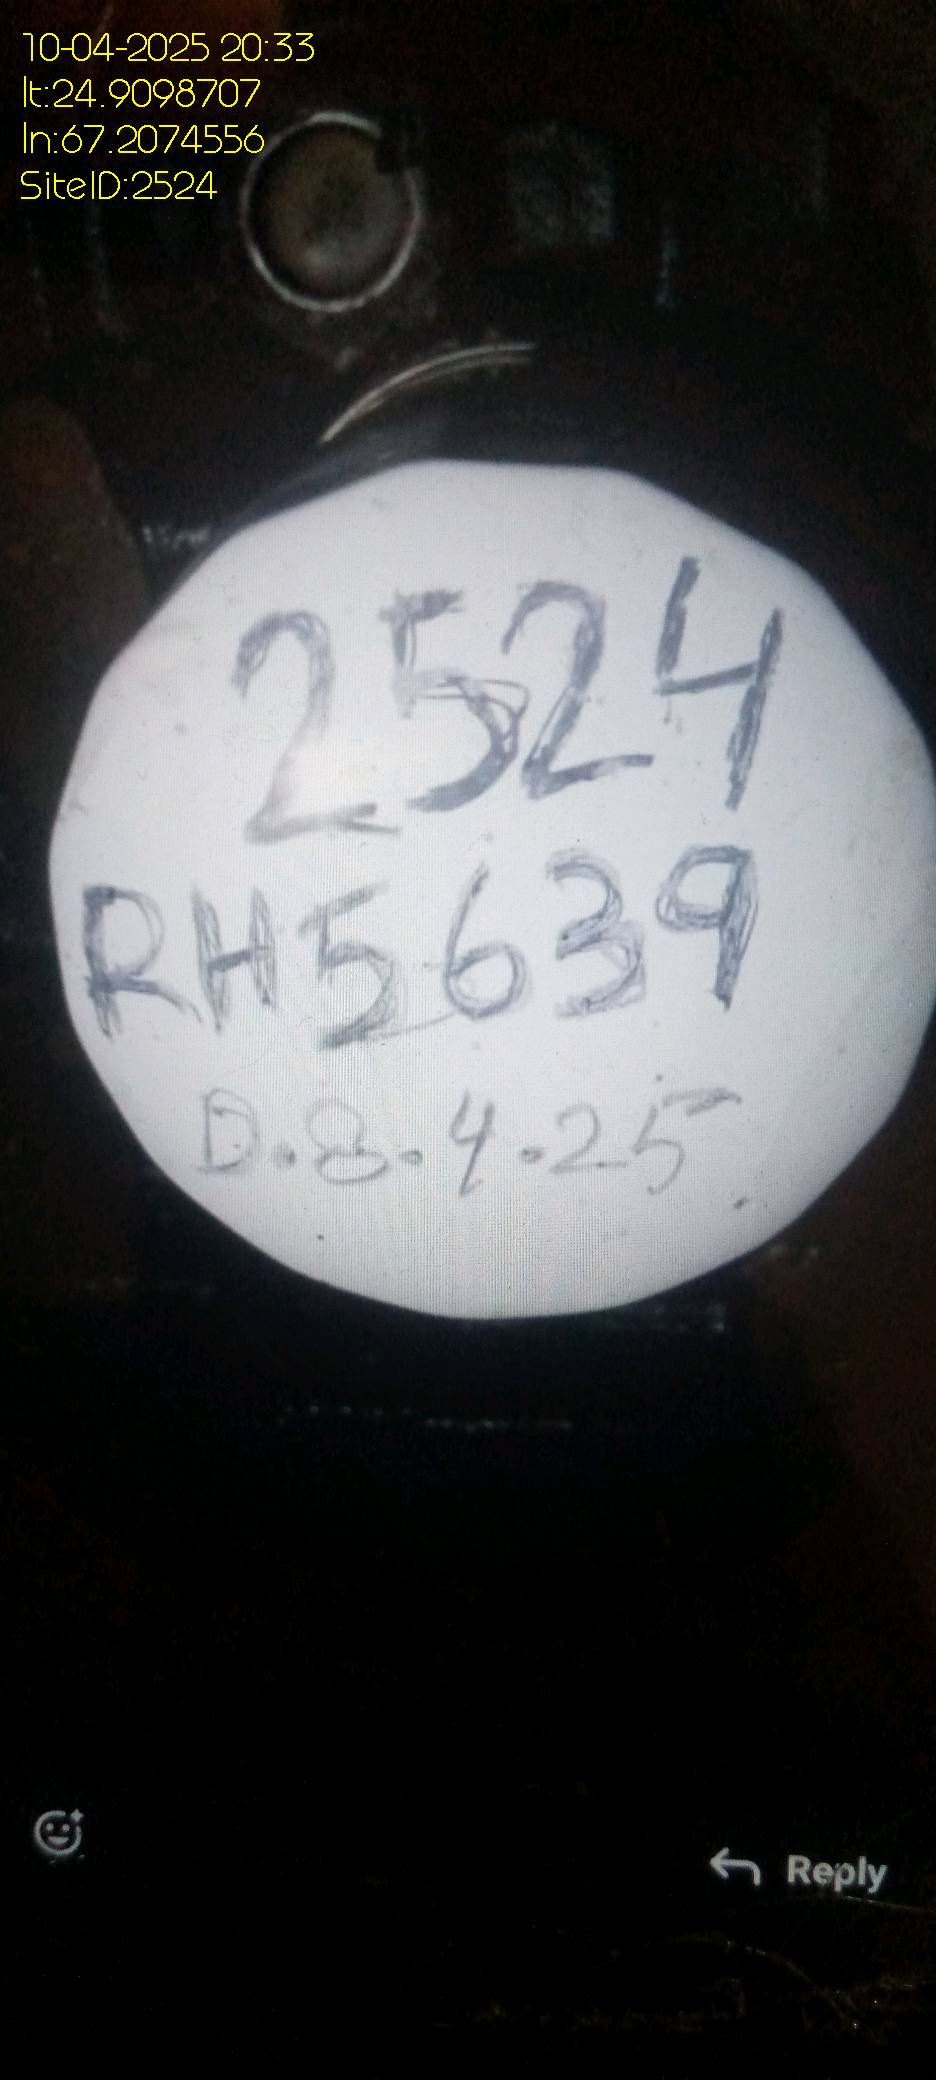 10-04-2025 20:33
lt:24.9098707
ln:67.2074556
SiteID:2524
2524
RH5639
D.8.4.25
Reply